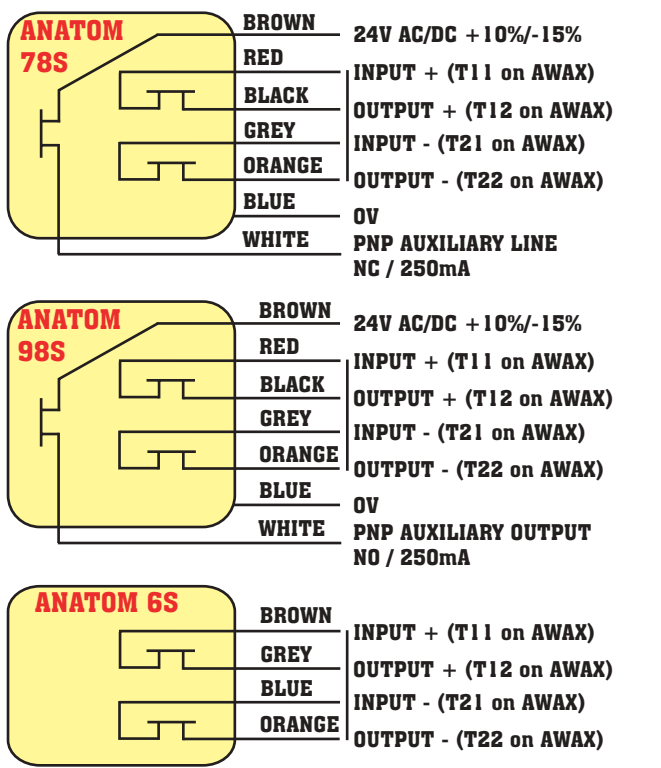 ANATOM
78S
BROWN
24V AC/DC +10%/-15%
RED
INPUT + (T11 on AWAX)
BLACK
OUTPUT + (T12 on AWAX)
GREY
INPUT - (T21 on AWAX)
ORANGE
OUTPUT - (T22 on AWAX)
BLUE
0V
WHITE
PNP AUXILIARY LINE
NC / 250mA
ANATOM
98S
BROWN
24V AC/DC +10%/-15%
RED
INPUT + (T11 on AWAX)
BLACK
OUTPUT + (T12 on AWAX)
GREY
INPUT - (T21 on AWAX)
ORANGE
OUTPUT - (T22 on AWAX)
BLUE
0V
WHITE
PNP AUXILIARY OUTPUT
NO / 250mA
ANATOM 6S
BROWN
INPUT + (T11 on AWAX)
GREY
OUTPUT + (T12 on AWAX)
BLUE
INPUT - (T21 on AWAX)
ORANGE
OUTPUT - (T22 on AWAX)